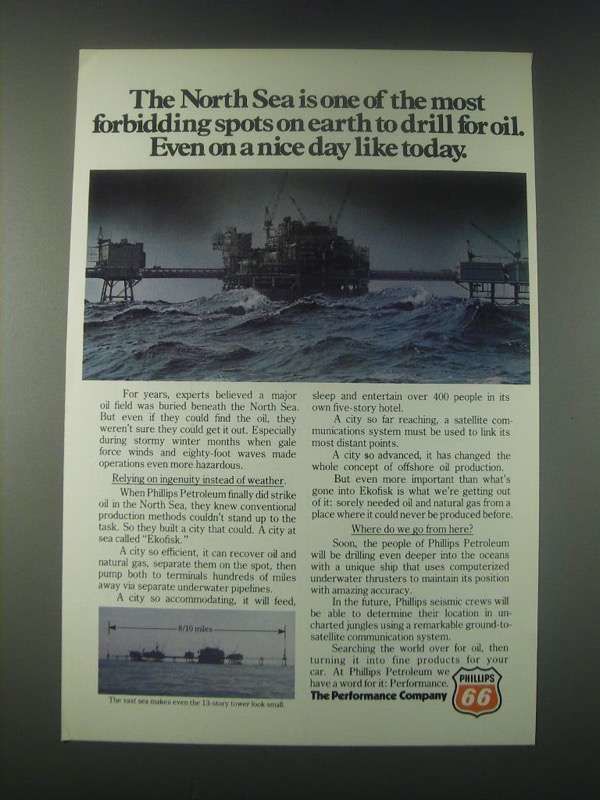 The North Sea is one of the most
forbidding spots on earth to drill for oil.
Even on a nice day like today.
For years, experts believed a major
oil field was buried beneath the North Sea.
But even if they could find the oil, they
weren't sure they could get it out. Especially
during stormy winter months when gale
force winds and eighty-foot waves made
operations even more hazardous.
Relying on ingenuity instead of weather.
When Phillips Petroleum finally did strike
oil in the North Sea, they knew conventional
production methods couldn't stand up to the
task. So they built a city that could. A city at
sea called "Ekofisk."
A city so efficient, it can recover oil and
natural gas, separate them on the spot, then
pump both to terminals hundreds of miles
away via separate underwater pipelines.
A city so accommodating, it will feed,
8/10 miles
The vast sea makes even the 13-story tower look small.
sleep and entertain over 400 people in its
own five-story hotel.
A city so far reaching, a satellite com-
munications system must be used to link its
most distant points.
A city so advanced, it has changed the
whole concept of offshore oil production.
But even more important than what's
gone into Ekofisk is what we're getting out
of it: sorely needed oil and natural gas from a
place where it could never be produced before.
Where do we go from here?
Soon, the people of Phillips Petroleum
will be drilling even deeper into the oceans
with a unique ship that uses computerized
underwater thrusters to maintain its position
with amazing accuracy.
In the future, Phillips seismic crews will
be able to determine their location in un-
charted jungles using a remarkable ground-to-
satellite communication system.
Searching the world over for oil, then
turning it into fine products for your
car. At Phillips Petroleum we
have a word for it: Performance.
The Performance Company
PHILLIPS
66